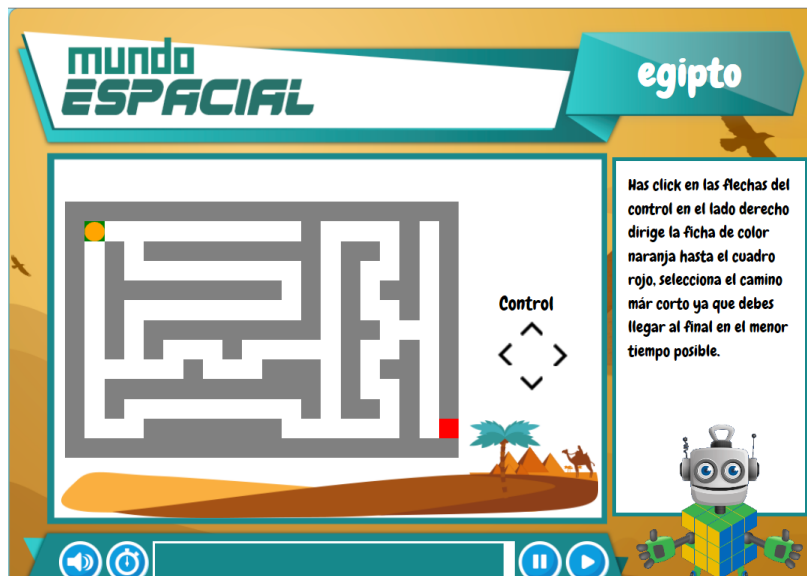 mundo
ESPACIAL
egipto
Has click en las flechas del
control en el lado derecho
dirige la ficha de color
naranja hasta el cuadro
rojo, selecciona el camino
már corto ya que debes
llegar al final en el menor
tiempo posible.
Control